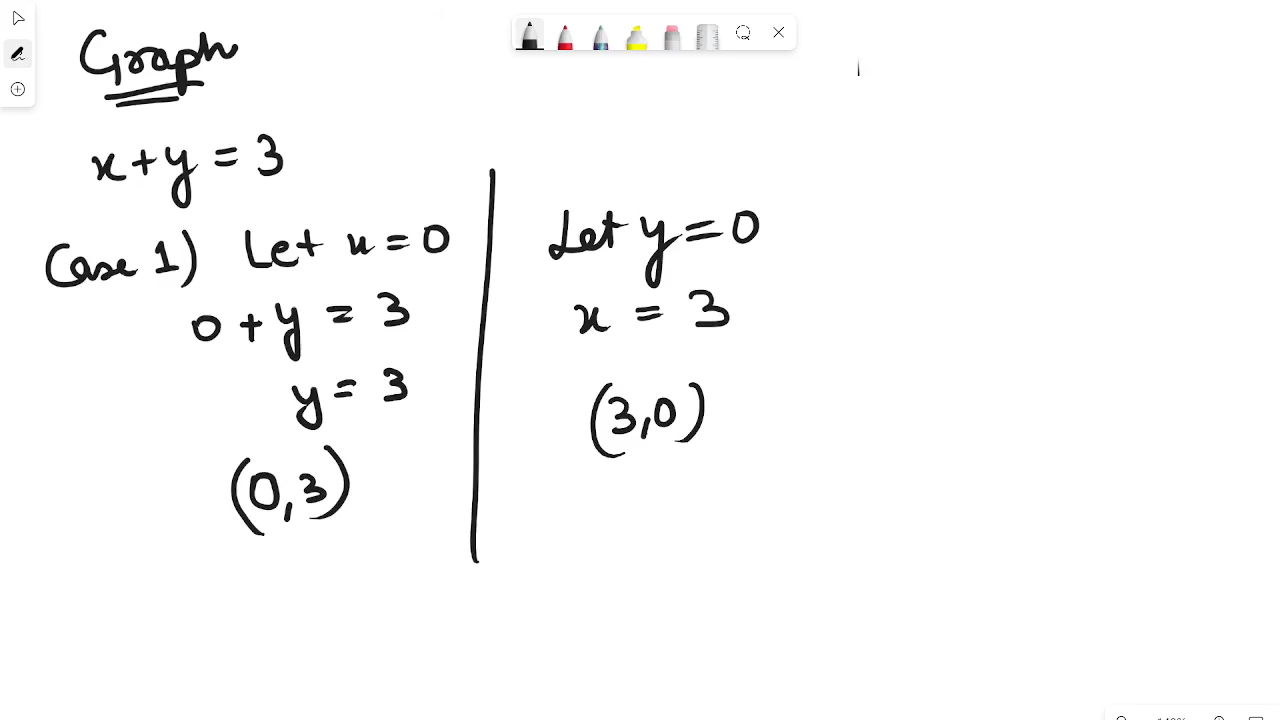 Graph
x+y=3
Case 1) Let x=0
0+y=3
y=3
(0,3)
Let y=0
x=3
(3,0)